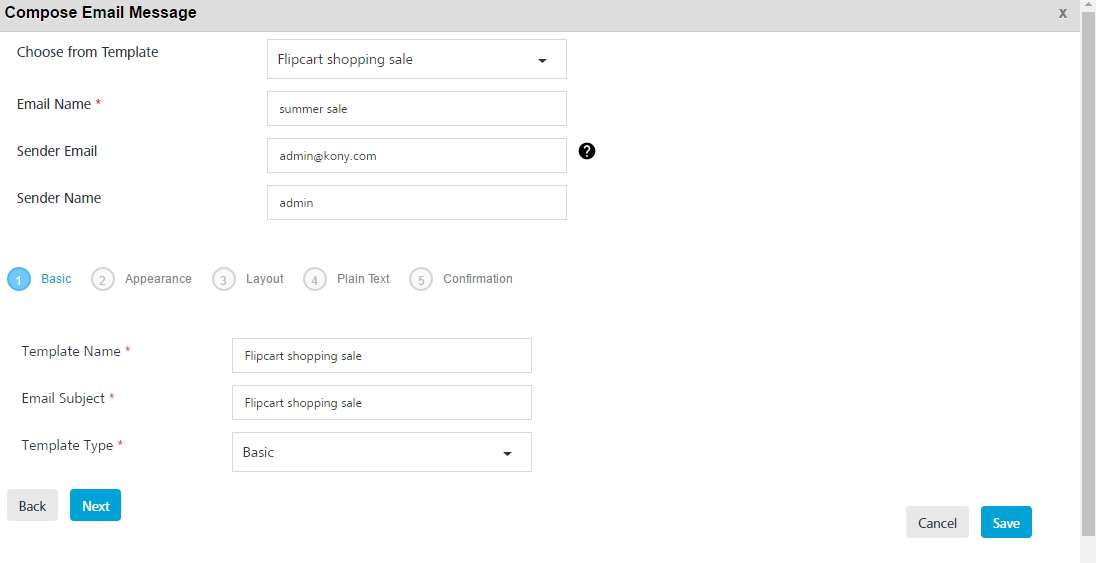 Compose Email Message x
Choose from Template Flipcart shopping sale
Email Name * summer sale
Sender Email admin@kony.com ?
Sender Name admin
1 Basic 2 Appearance 3 Layout 4 Plain Text 5 Confirmation
Template Name * Flipcart shopping sale
Email Subject * Flipcart shopping sale
Template Type * Basic
Back Next
Cancel Save